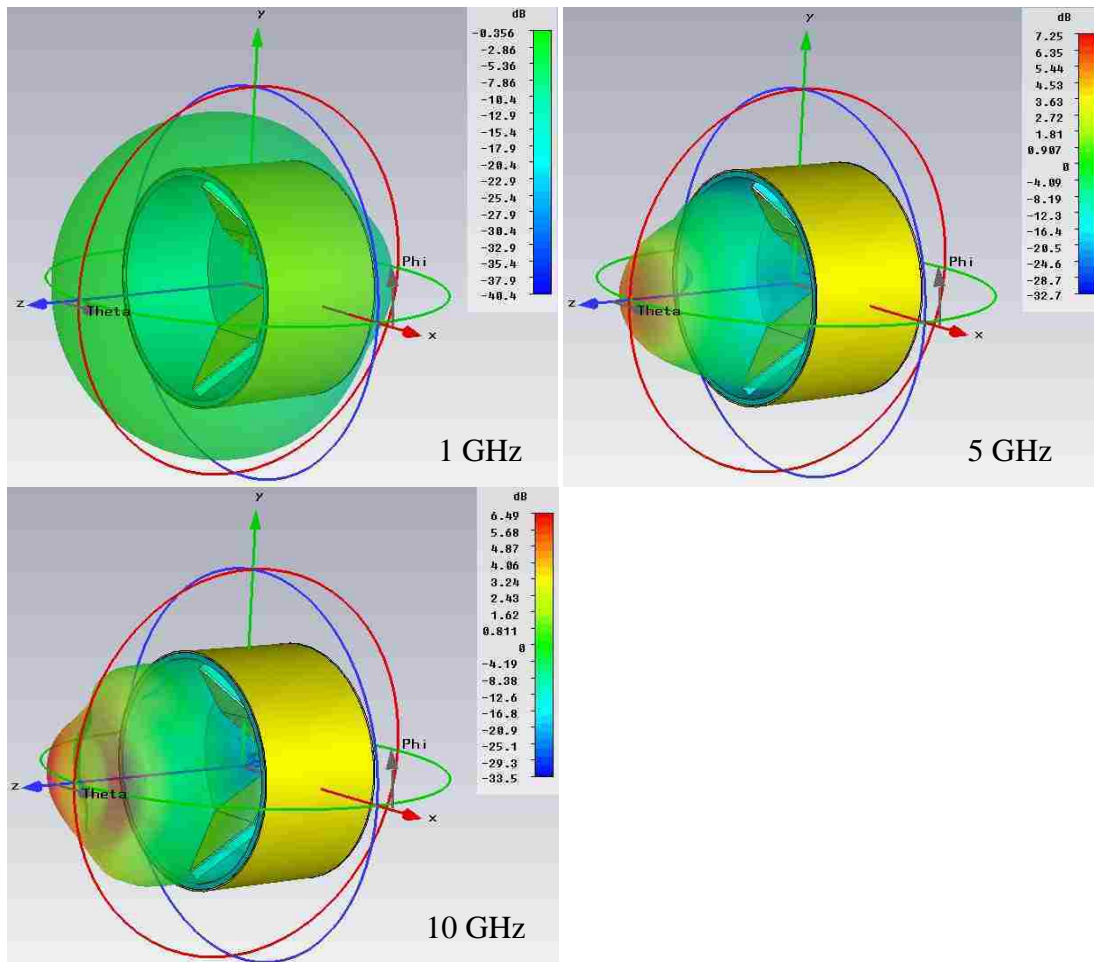 dB
-0.356
-2.86
-5.36
-7.86
-10.4
-12.9
-15.4
-17.9
-20.4
-22.9
-25.4
-27.9
-30.4
-32.9
-35.4
-40.4
y
Phi
z
Theta
x
1 GHz
dB
7.25
6.35
5.44
4.53
3.63
2.72
1.81
0.907
0
-4.09
-8.19
-12.3
-16.4
-20.5
-24.6
-28.7
-32.7
y
Phi
z
Theta
x
5 GHz
dB
6.49
5.68
4.87
4.06
3.24
2.43
1.62
0.811
0
-4.19
-8.38
-12.6
-16.8
-20.9
-25.1
-29.3
-33.5
y
Phi
z
Theta
x
10 GHz